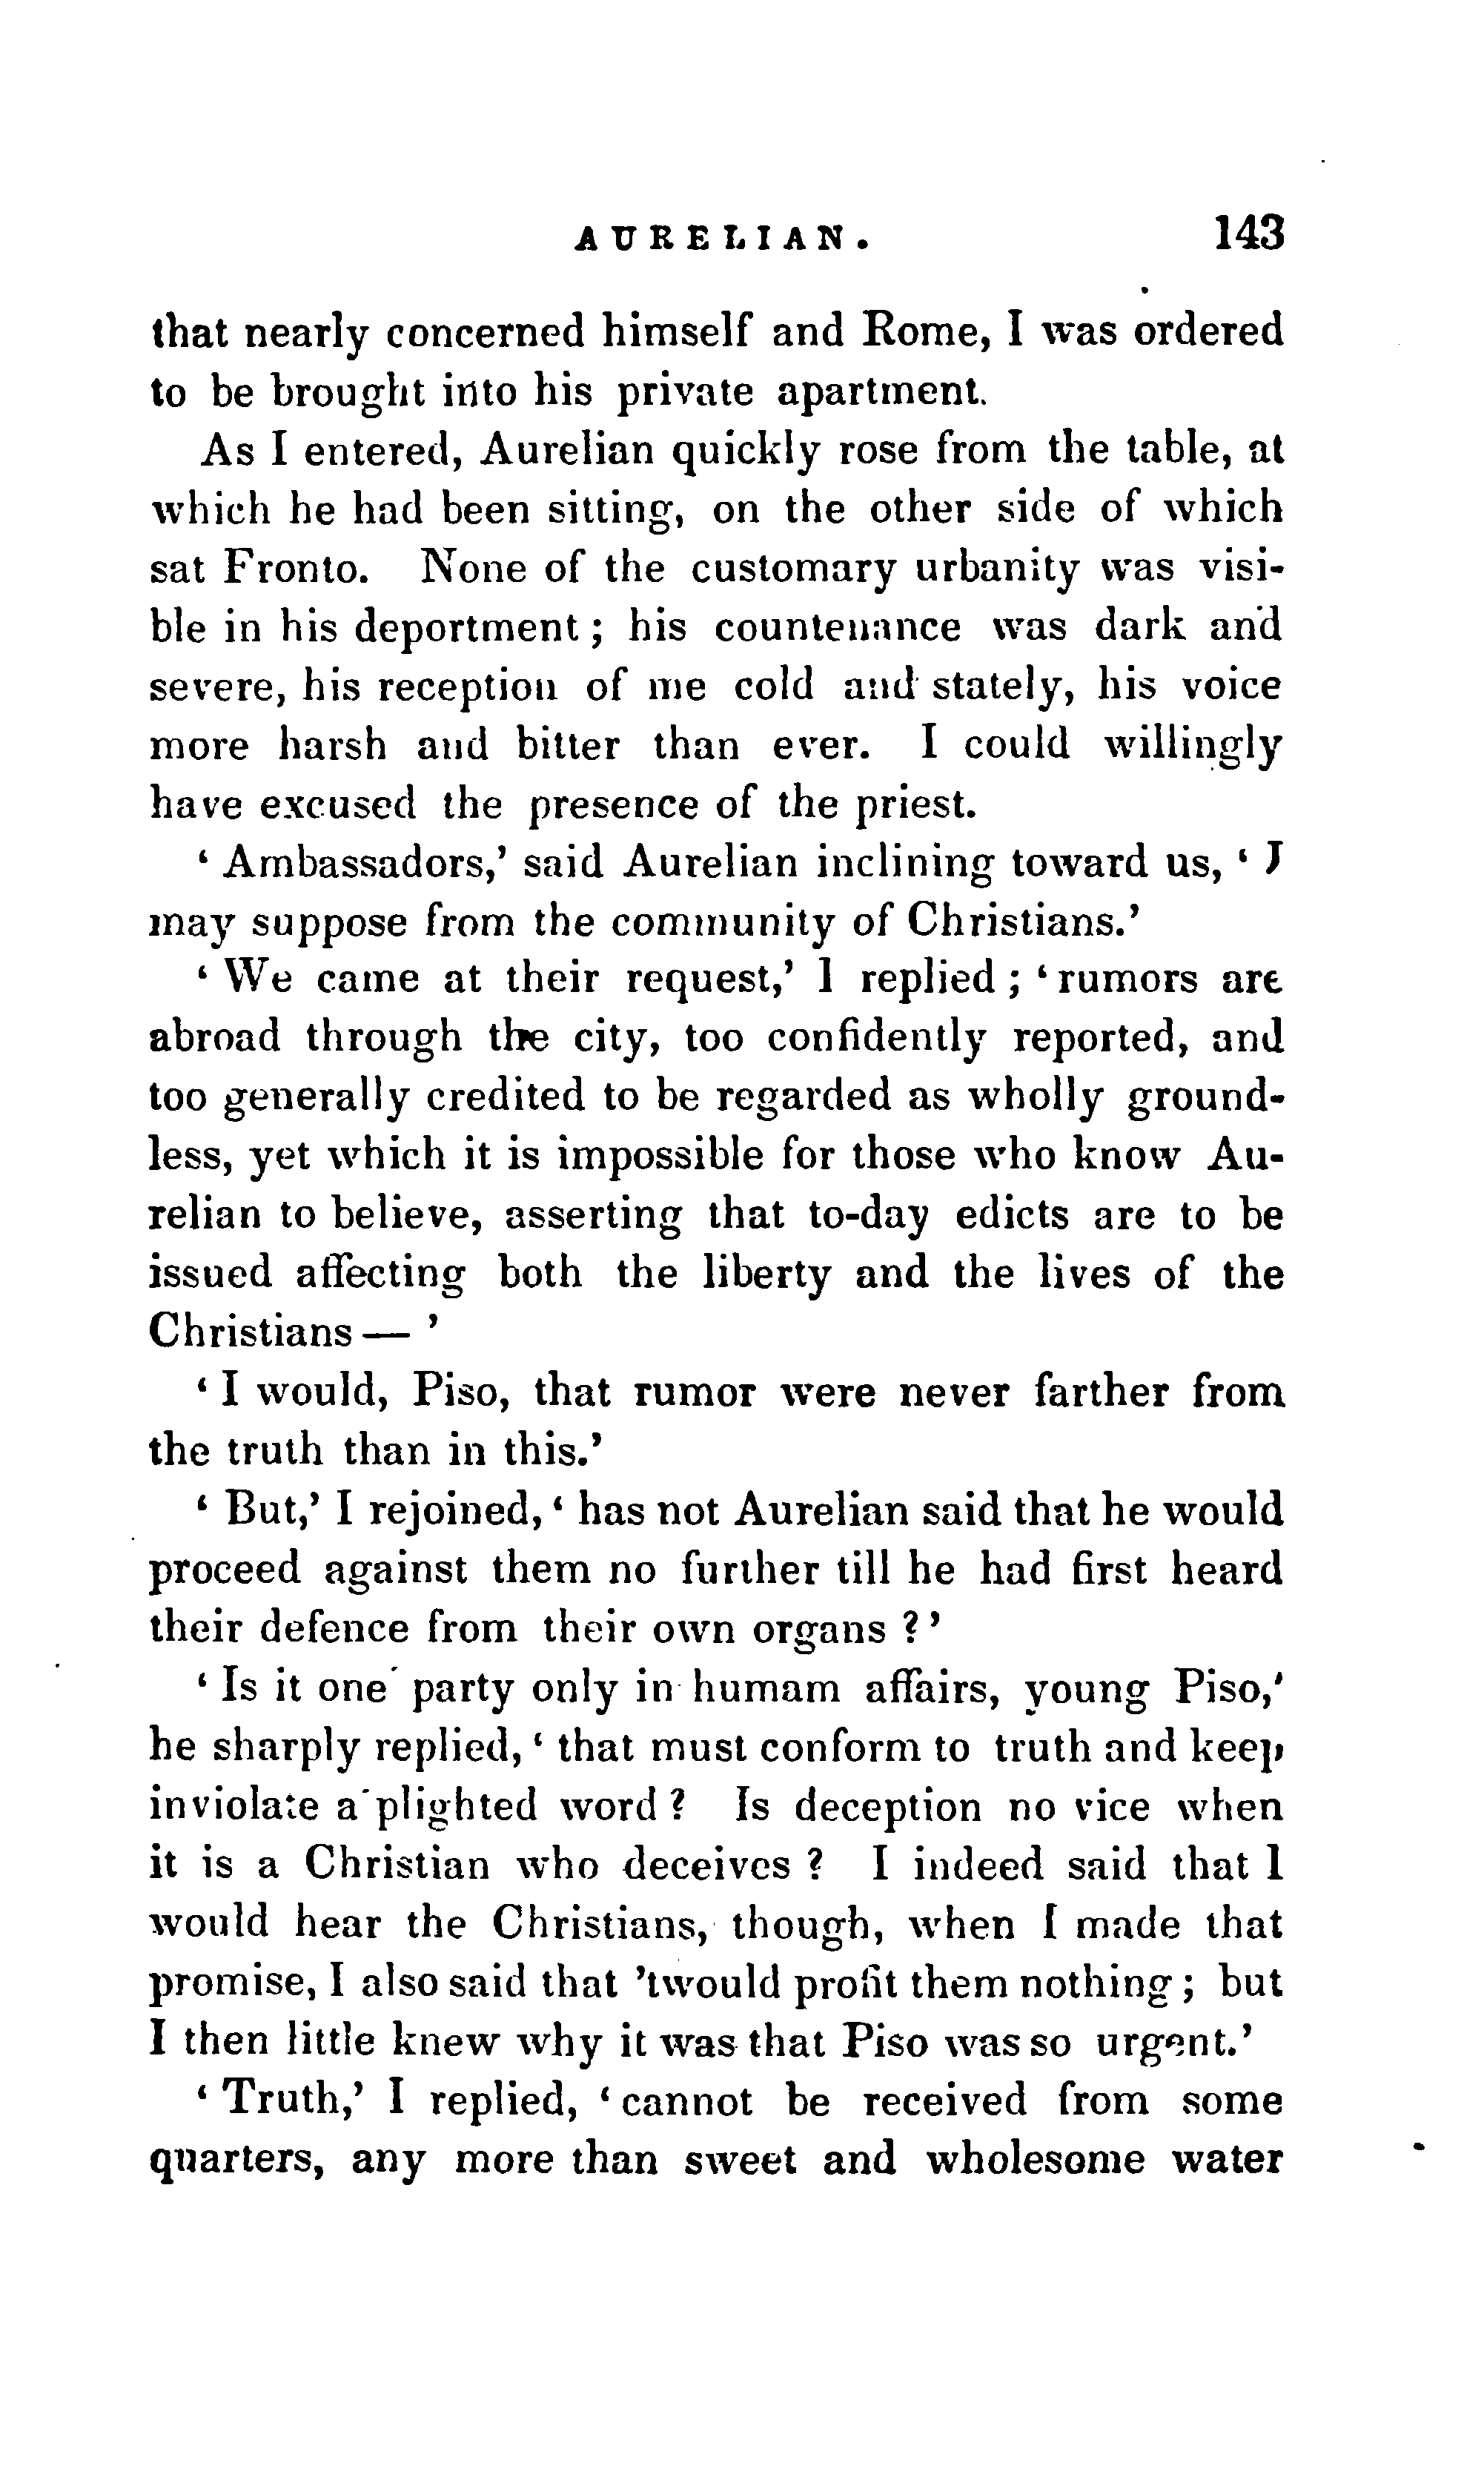 AURELIAN. 143
that nearly concerned himself and Rome, I was ordered
to be brought into his private apartment.
As I entered, Aurelian quickly rose from the table, at
which he had been sitting, on the other side of which
sat Fronto. None of the customary urbanity was visi-
ble in his deportment; his countenance was dark and
severe, his reception of me cold and stately, his voice
more harsh and bitter than ever. I could willingly
have excused the presence of the priest.
‘Ambassadors,’ said Aurelian inclining toward us, ‘I
may suppose from the community of Christians.’
‘We came at their request,’ I replied; ‘rumors are
abroad through the city, too confidently reported, and
too generally credited to be regarded as wholly ground-
less, yet which it is impossible for those who know Au-
relian to believe, asserting that to-day edicts are to be
issued affecting both the liberty and the lives of the
Christians—’
‘I would, Piso, that rumor were never farther from
the truth than in this.’
‘But,’ I rejoined, ‘has not Aurelian said that he would
proceed against them no further till he had first heard
their defence from their own organs?’
‘Is it one party only in humam affairs, young Piso,’
he sharply replied, ‘that must conform to truth and keep
inviolate a plighted word? Is deception no vice when
it is a Christian who deceives? I indeed said that I
would hear the Christians, though, when I made that
promise, I also said that ’twould profit them nothing; but
I then little knew why it was that Piso was so urgent.’
‘Truth,’ I replied, ‘cannot be received from some
quarters, any more than sweet and wholesome water